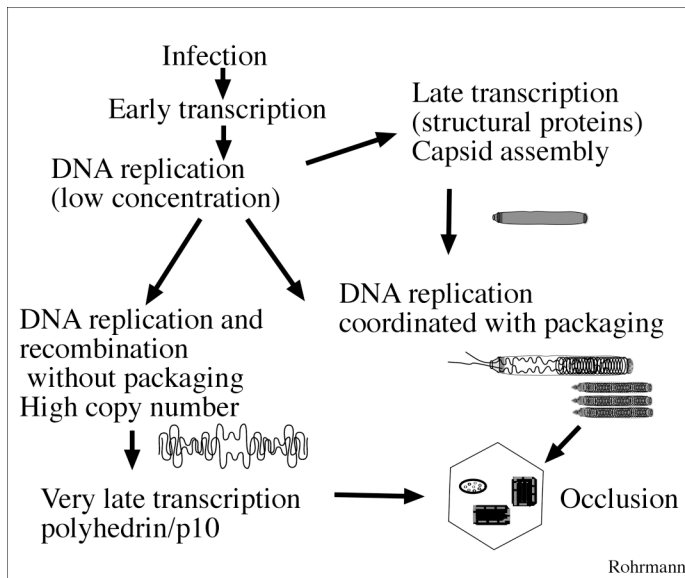 Infection
Early transcription
DNA replication
(low concentration)
Late transcription
(structural proteins)
Capsid assembly
DNA replication
coordinated with packaging
DNA replication and
recombination
without packaging
High copy number
Very late transcription
polyhedrin/p10
Occlusion
Rohrmann